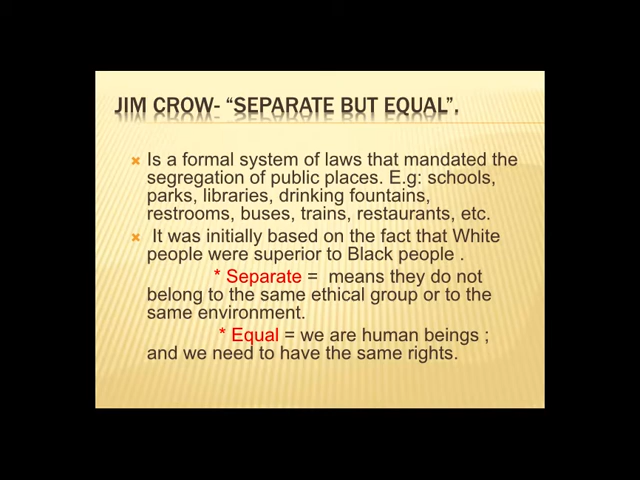 JIM CROW- “SEPARATE BUT EQUAL”.
Is a formal system of laws that mandated the
segregation of public places. E.g: schools,
parks, libraries, drinking fountains,
restrooms, buses, trains, restaurants, etc.
It was initially based on the fact that White
people were superior to Black people .
* Separate = means they do not
belong to the same ethical group or to the
same environment.
* Equal = we are human beings ;
and we need to have the same rights.